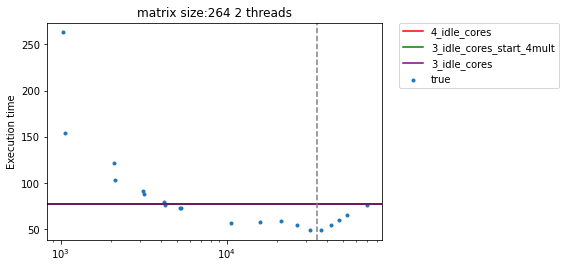 matrix size:264 2 threads
Execution time
250
200
150
100
50
10³
10⁴
4_idle_cores
3_idle_cores_start_4mult
3_idle_cores
true